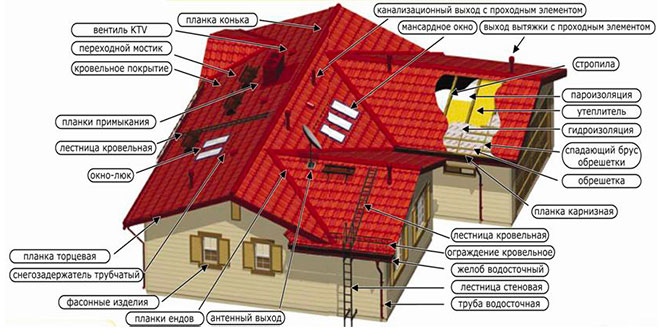 планка конька
вентиль KTV
переходной мостик
кровельное покрытие
планки примыкания
лестница кровельная
окно-люк
планка торцевая
снегозадержатель трубчатый
фасонные изделия
планки ендов
антенный выход
канализационный выход с проходным элементом
мансардное окно
выход вытяжки с проходным элементом
стропила
пароизоляция
утеплитель
гидроизоляция
спадающий брус
обрешетки
обрешетка
планка карнизная
лестница кровельная
ограждение кровельное
желоб водосточный
лестница стеновая
труба водосточная